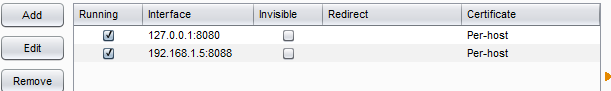 Add
Running Interface Invisible Redirect Certificate
127.0.0.1:8080 Per-host
Edit
192.168.1.5:8088 Per-host
Remove